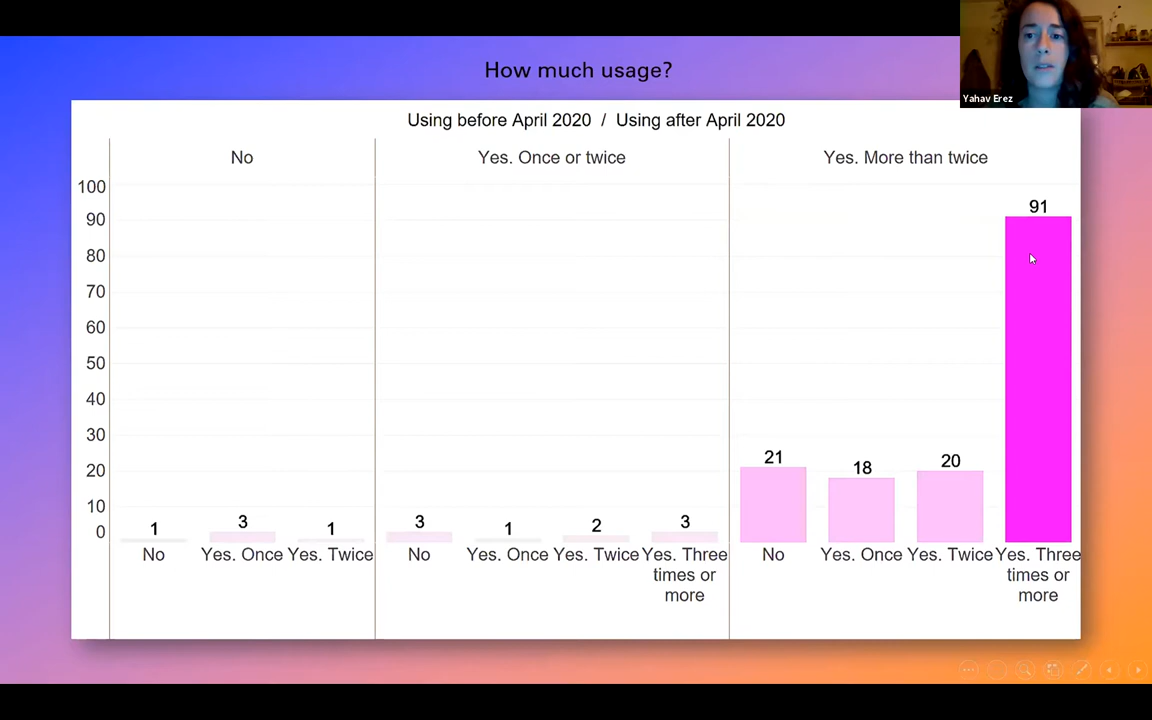 How much usage?
Yahav Erez
Using before April 2020 / Using after April 2020
No
Yes. Once or twice
Yes. More than twice
100
90
80
70
60
50
40
30
20
10
0
1
3
1
3
1
2
3
21
18
20
91
No
Yes. Once
Yes. Twice
No
Yes. Once
Yes. Twice
Yes. Three
times or
more
No
Yes. Once
Yes. Twice
Yes. Three
times or
more